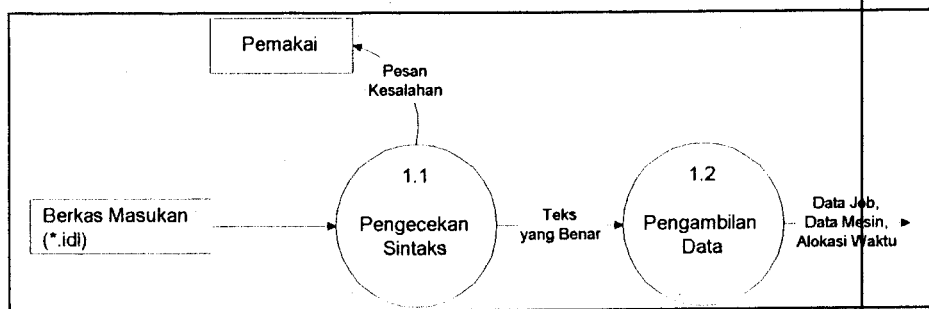 Pemakai
Pesan
Kesalahan
1.1
Pengecekan
Sintaks
Berkas Masukan
(*.idl)
Teks
yang Benar
1.2
Pengambilan
Data
Data Job,
Data Mesin,
Alokasi Waktu